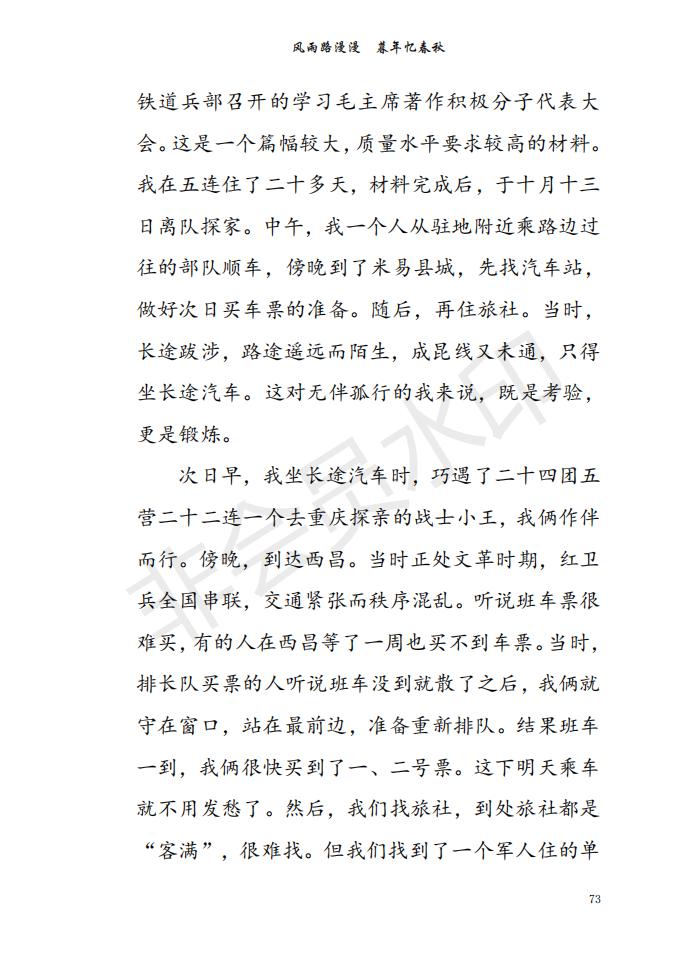 风雨路漫漫　暮年忆春秋
铁道兵部召开的学习毛主席著作积极分子代表大
会。这是一个篇幅较大，质量水平要求较高的材料。
我在五连住了二十多天，材料完成后，于十月十三
日离队探家。中午，我一个人从驻地附近乘路边过
往的部队顺车，傍晚到了米易县城，先找汽车站，
做好次日买车票的准备。随后，再住旅社。当时，
长途跋涉，路途遥远而陌生，成昆线又未通，只得
坐长途汽车。这对无伴孤行的我来说，既是考验，
更是锻炼。
次日早，我坐长途汽车时，巧遇了二十四团五
营二十二连一个去重庆探亲的战士小王，我俩作伴
而行。傍晚，到达西昌。当时正处文革时期，红卫
兵全国串联，交通紧张而秩序混乱。听说班车票很
难买，有的人在西昌等了一周也买不到车票。当时，
排长队买票的人听说班车没到就散了之后，我俩就
守在窗口，站在最前边，准备重新排队。结果班车
一到，我俩很快买到了一、二号票。这下明天乘车
就不用发愁了。然后，我们找旅社，到处旅社都是
“客满”，很难找。但我们找到了一个军人住的单
73
非会员水印